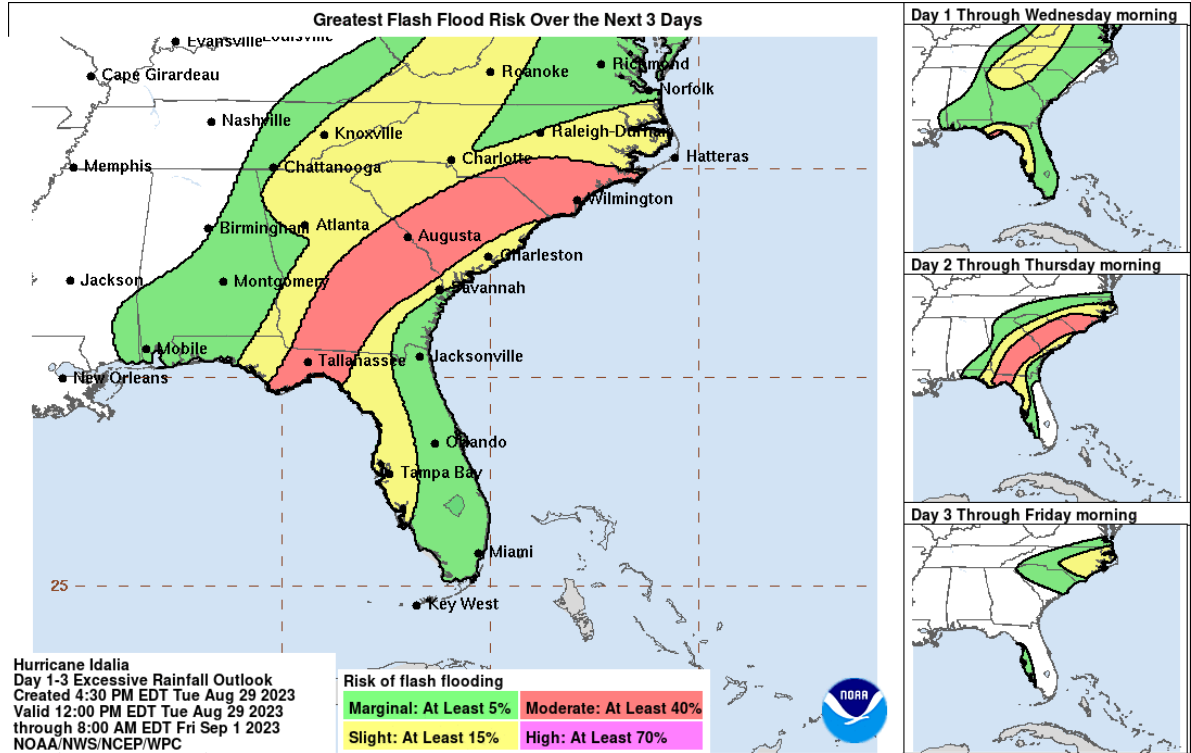 Greatest Flash Flood Risk Over the Next 3 Days
Evansville
Louisville
Cape Girardeau
Roanoke
Richmond
Norfolk
Nashville
Knoxville
Raleigh-Durham
Memphis
Chattanooga
Charlotte
Hatteras
Wilmington
Birmingham
Atlanta
Augusta
Charleston
Jackson
Montgomery
Savannah
Mobile
Tallahassee
Jacksonville
New Orleans
Orlando
Tampa Bay
Miami
25
Key West
Hurricane Idalia
Day 1-3 Excessive Rainfall Outlook
Created 4:30 PM EDT Tue Aug 29 2023
Valid 12:00 PM EDT Tue Aug 29 2023
through 8:00 AM EDT Fri Sep 1 2023
NOAA/NWS/NCEP/WPC
Risk of flash flooding
Marginal: At Least 5%
Moderate: At Least 40%
Slight: At Least 15%
High: At Least 70%
NOAA
Day 1 Through Wednesday morning
Day 2 Through Thursday morning
Day 3 Through Friday morning